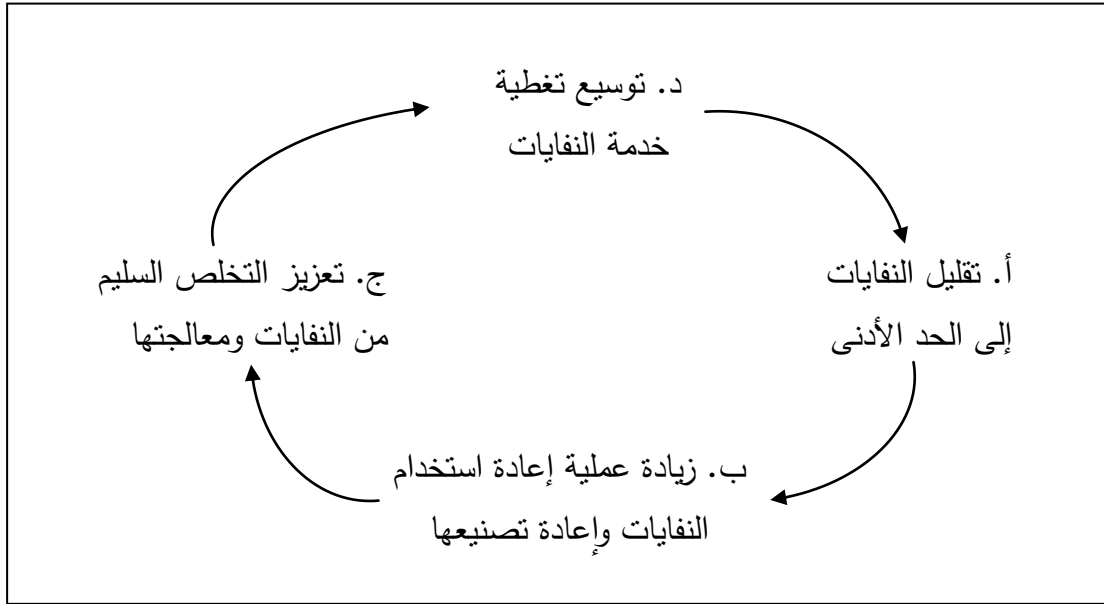 د. توسيع تغطية
خدمة النفايات
أ. تقليل النفايات
إلى الحد الأدنى
ب. زيادة عملية إعادة استخدام
النفايات وإعادة تصنيعها
ج. تعزيز التخلص السليم
من النفايات ومعالجتها